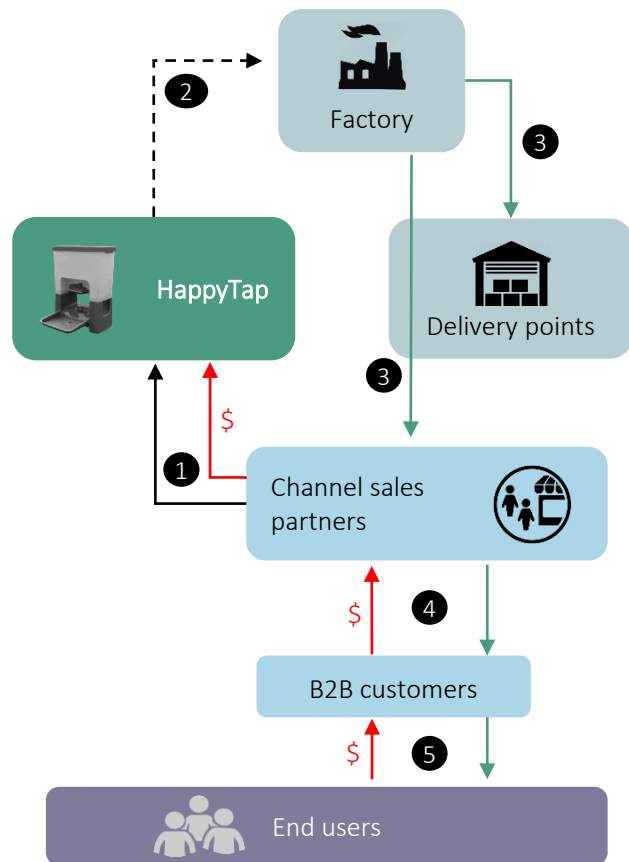 2
Factory
3
HappyTap
Delivery points
3
$
1
Channel sales
partners
$
4
B2B customers
$
5
End users